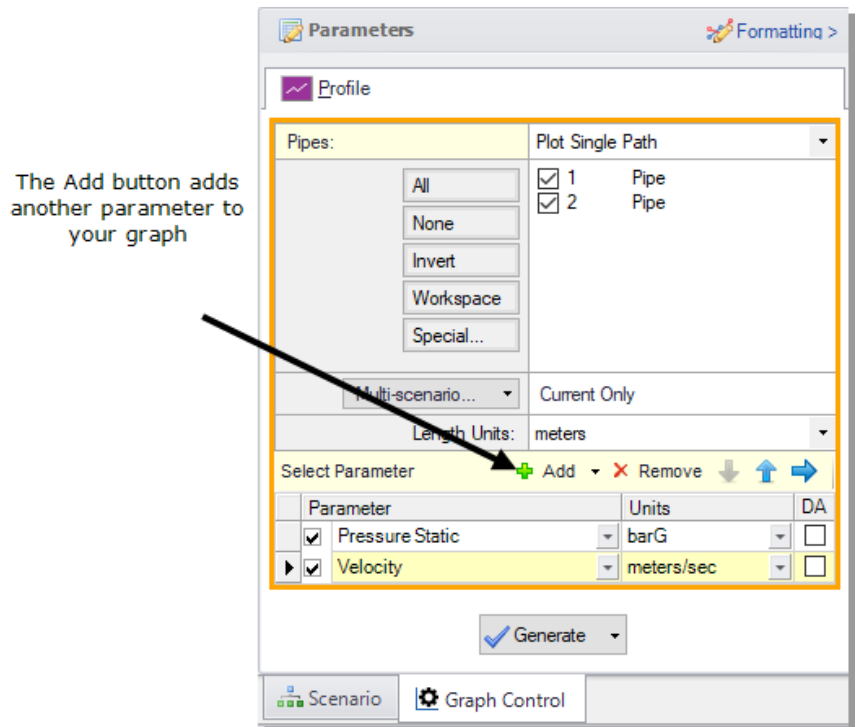 Parameters
Formatting >
Profile
Pipes:
Plot Single Path
The Add button adds
another parameter to
your graph
All
None
Invert
Workspace
Special...
1 Pipe
2 Pipe
Multi-scenario...
Current Only
Length Units:
meters
Select Parameter
Add
Remove
Parameter
Units
DA
Pressure Static
barG
Velocity
meters/sec
Generate
Scenario
Graph Control